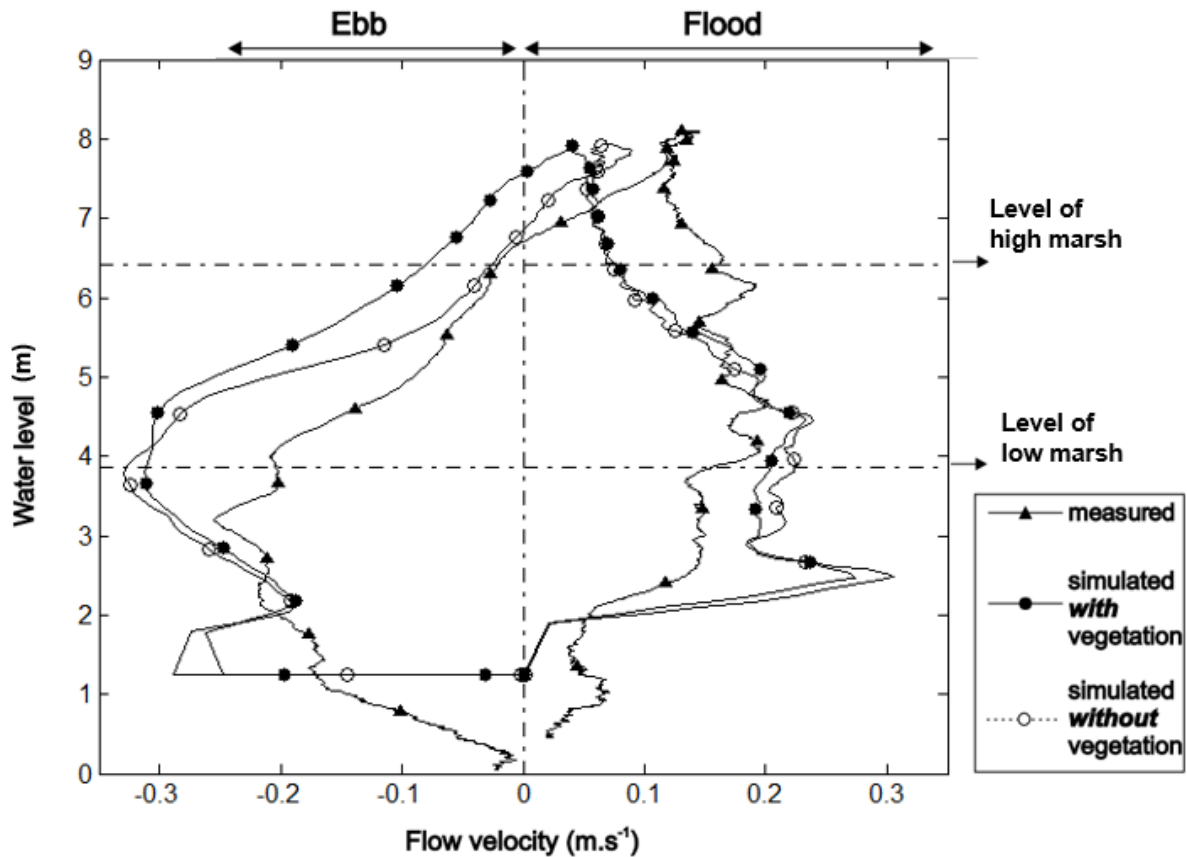 Ebb
Flood
9
8
7
6
5
4
3
2
1
0
Water level (m)
-0.3
-0.2
-0.1
0
0.1
0.2
0.3
Flow velocity (m.s⁻¹)
Level of
high marsh
Level of
low marsh
measured
simulated
with
vegetation
simulated
without
vegetation